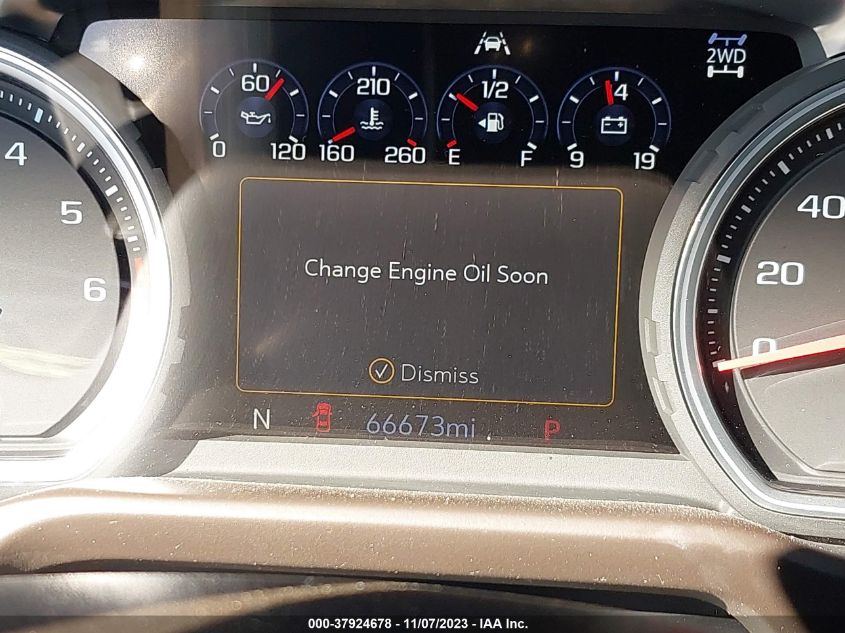 2WD
60
210
1/2
4
0 120 160 260 E F 9 19
4
5
6
40
20
0
Change Engine Oil Soon
Dismiss
N 66673mi P
000-37924678 - 11/07/2023 - IAA Inc.